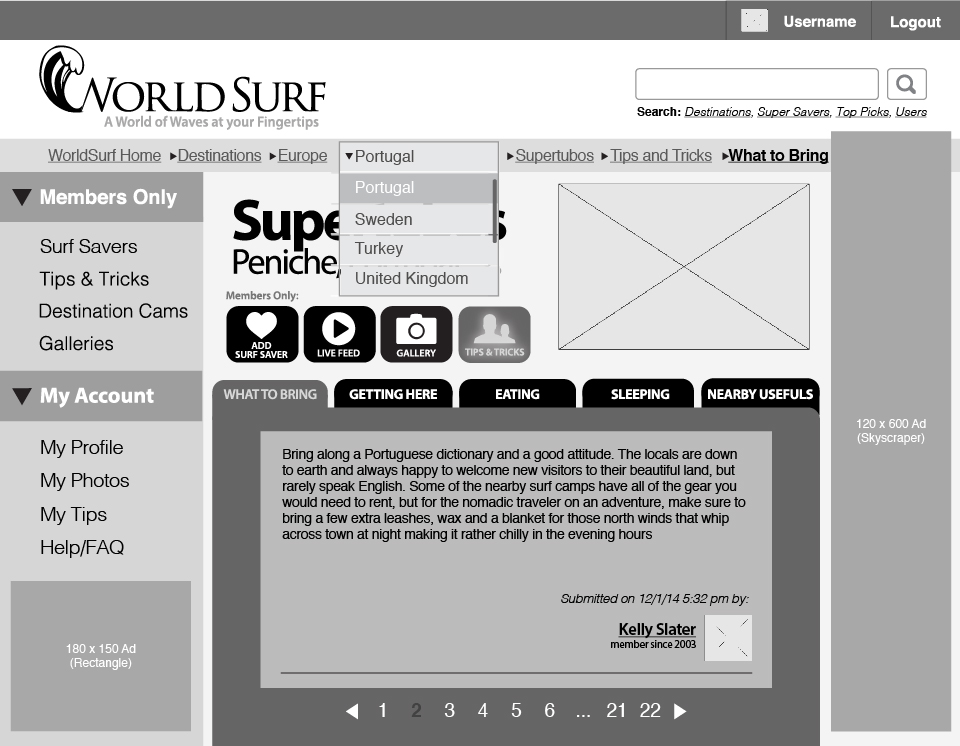 Username Logout
WORLD SURF
A World of Waves at your Fingertips
Search: Destinations, Super Savers, Top Picks, Users
WorldSurf Home Destinations Europe Portugal Supertubos Tips and Tricks What to Bring
Portugal
Sweden
Turkey
United Kingdom
Members Only
Surf Savers
Tips & Tricks
Destination Cams
Galleries
My Account
My Profile
My Photos
My Tips
Help/FAQ
180 x 150 Ad
(Rectangle)
Supe s
Peniche,
Members Only:
ADD
SURF SAVER
LIVE FEED
GALLERY
TIPS & TRICKS
WHAT TO BRING GETTING HERE EATING SLEEPING NEARBY USEFULS
Bring along a Portuguese dictionary and a good attitude. The locals are down
to earth and always happy to welcome new visitors to their beautiful land, but
rarely speak English. Some of the nearby surf camps have all of the gear you
would need to rent, but for the nomadic traveler on an adventure, make sure to
bring a few extra leashes, wax and a blanket for those north winds that whip
across town at night making it rather chilly in the evening hours
Submitted on 12/1/14 5:32 pm by:
Kelly Slater
member since 2003
1 2 3 4 5 6 ... 21 22
120 x 600 Ad
(Skyscraper)